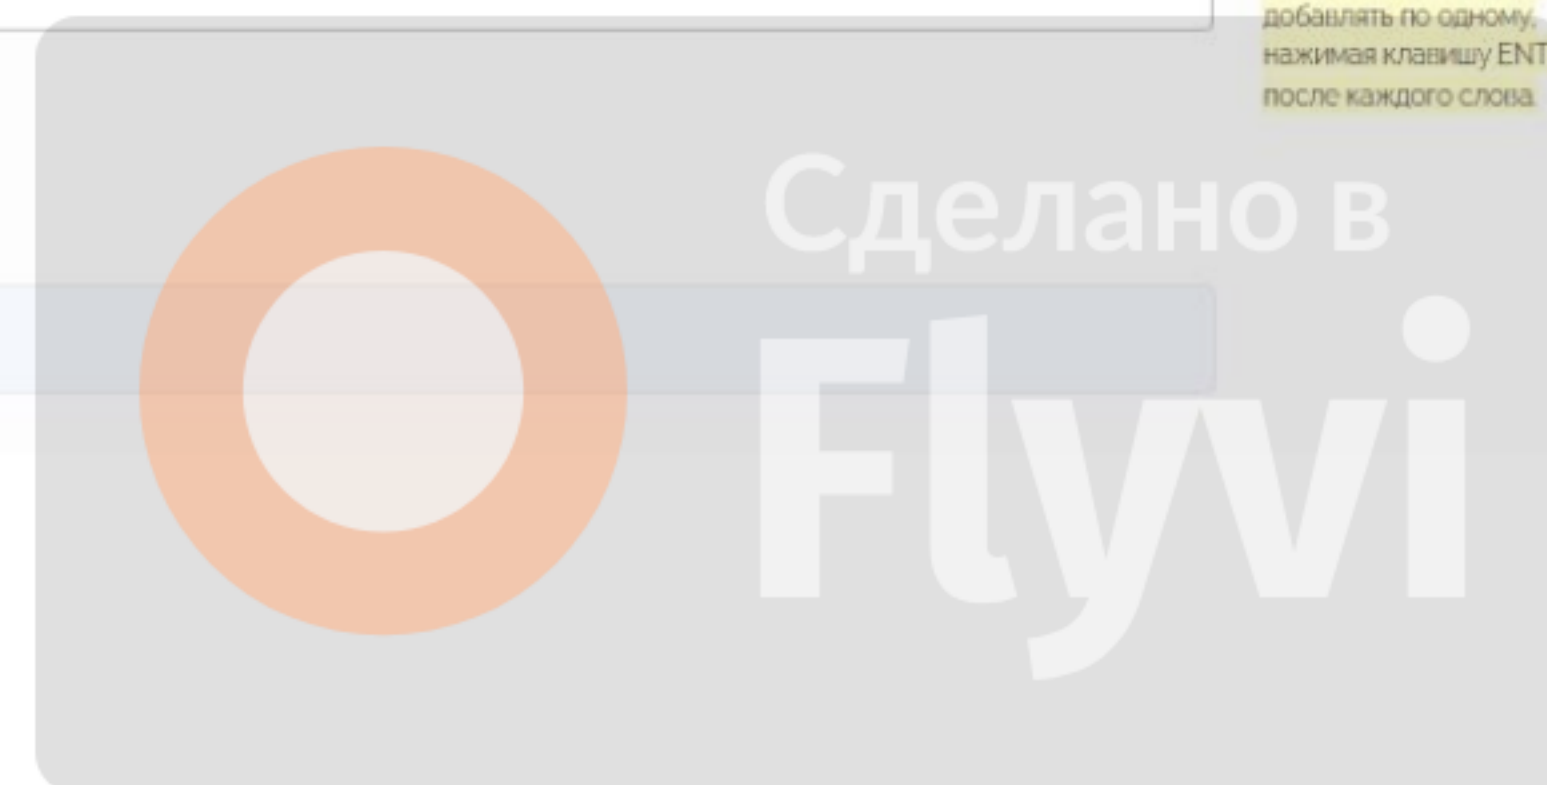 добавлять по одному,
нажимая клавишу ENT
после каждого слова.
Сделано в
Flyvi